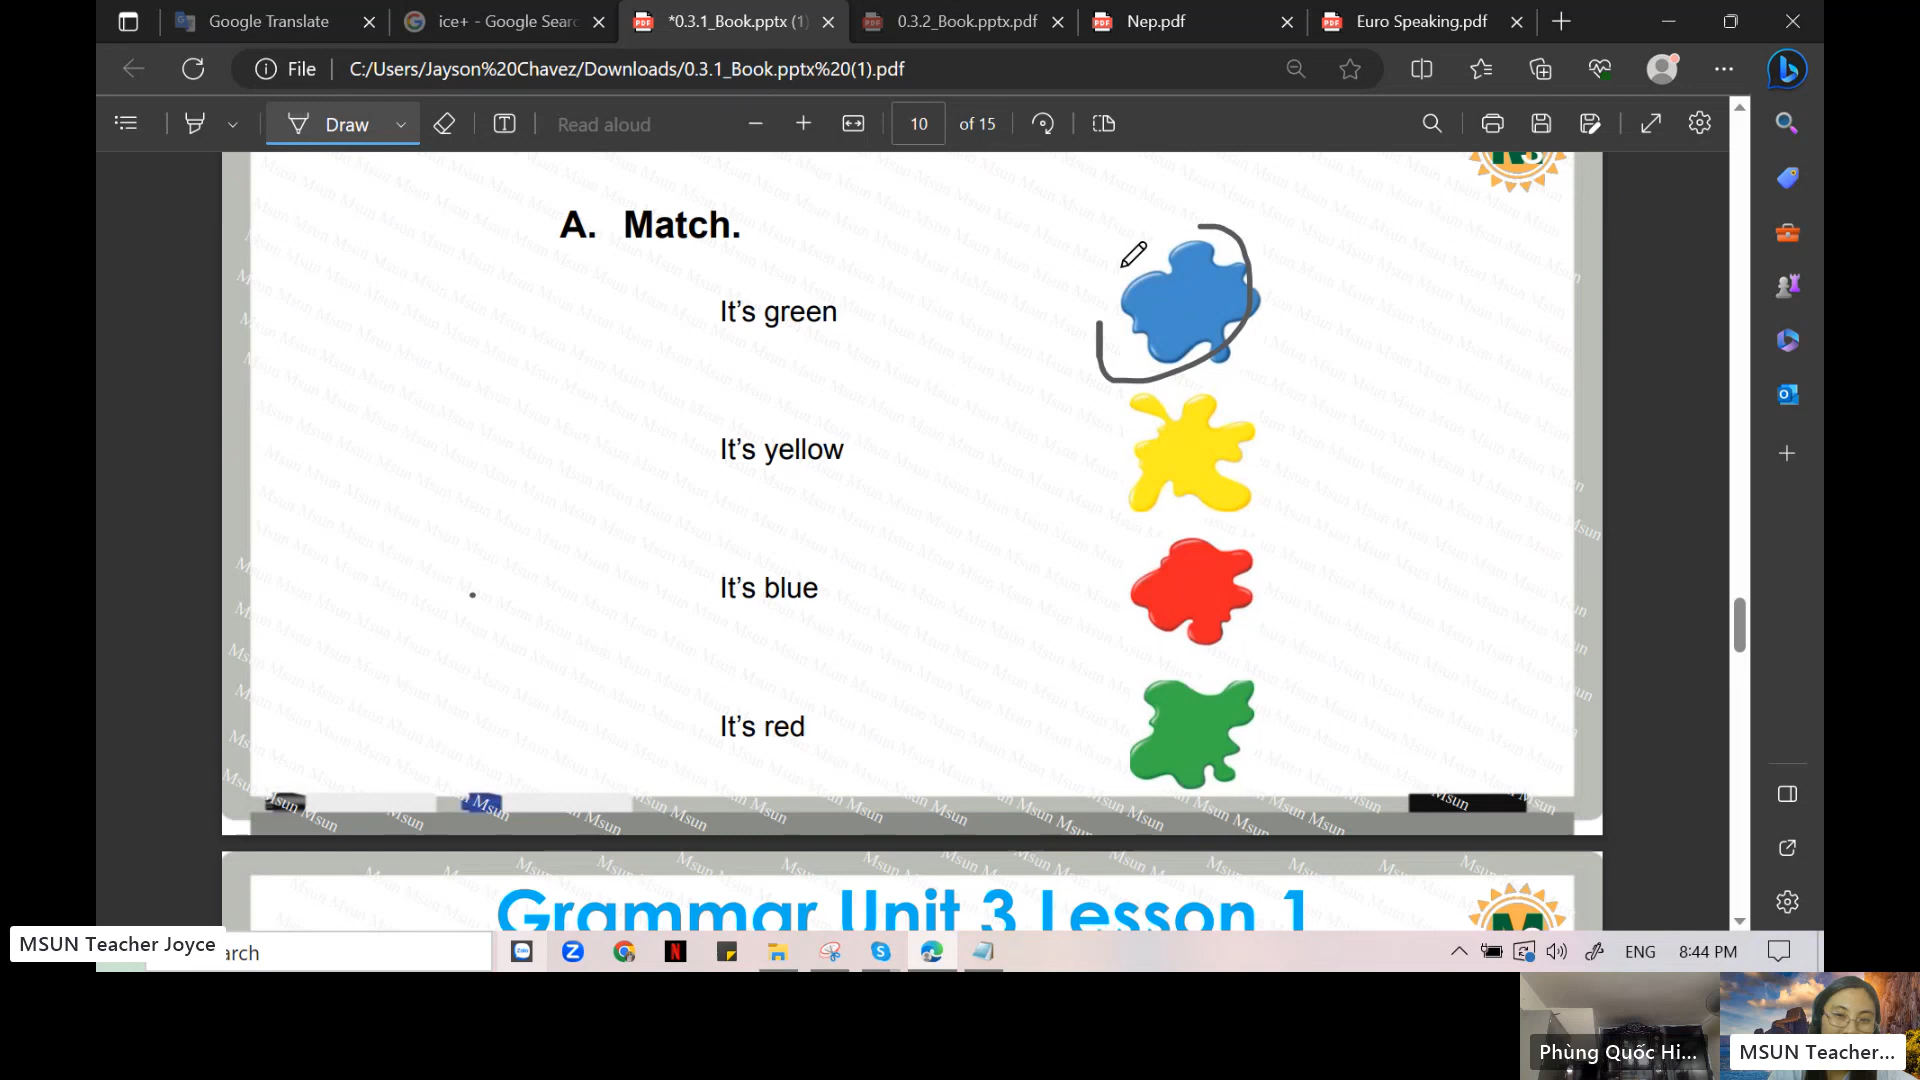 Google Translate
ice+ - Google Searc
*0.3.1_Book.pptx (1)
0.3.2_Book.pptx.pdf
Nep.pdf
Euro Speaking.pdf
File
C:/Users/Jayson%20Chavez/Downloads/0.3.1_Book.pptx%20(1).pdf
Draw
Read aloud
10 of 15
A. Match.
It's green
It's yellow
It's blue
It's red
Msun
Grammar Unit 3 Lesson 1
MSUN Teacher Joyce
arch
ENG
8:44 PM
Phùng Quốc Hi...
MSUN Teacher...